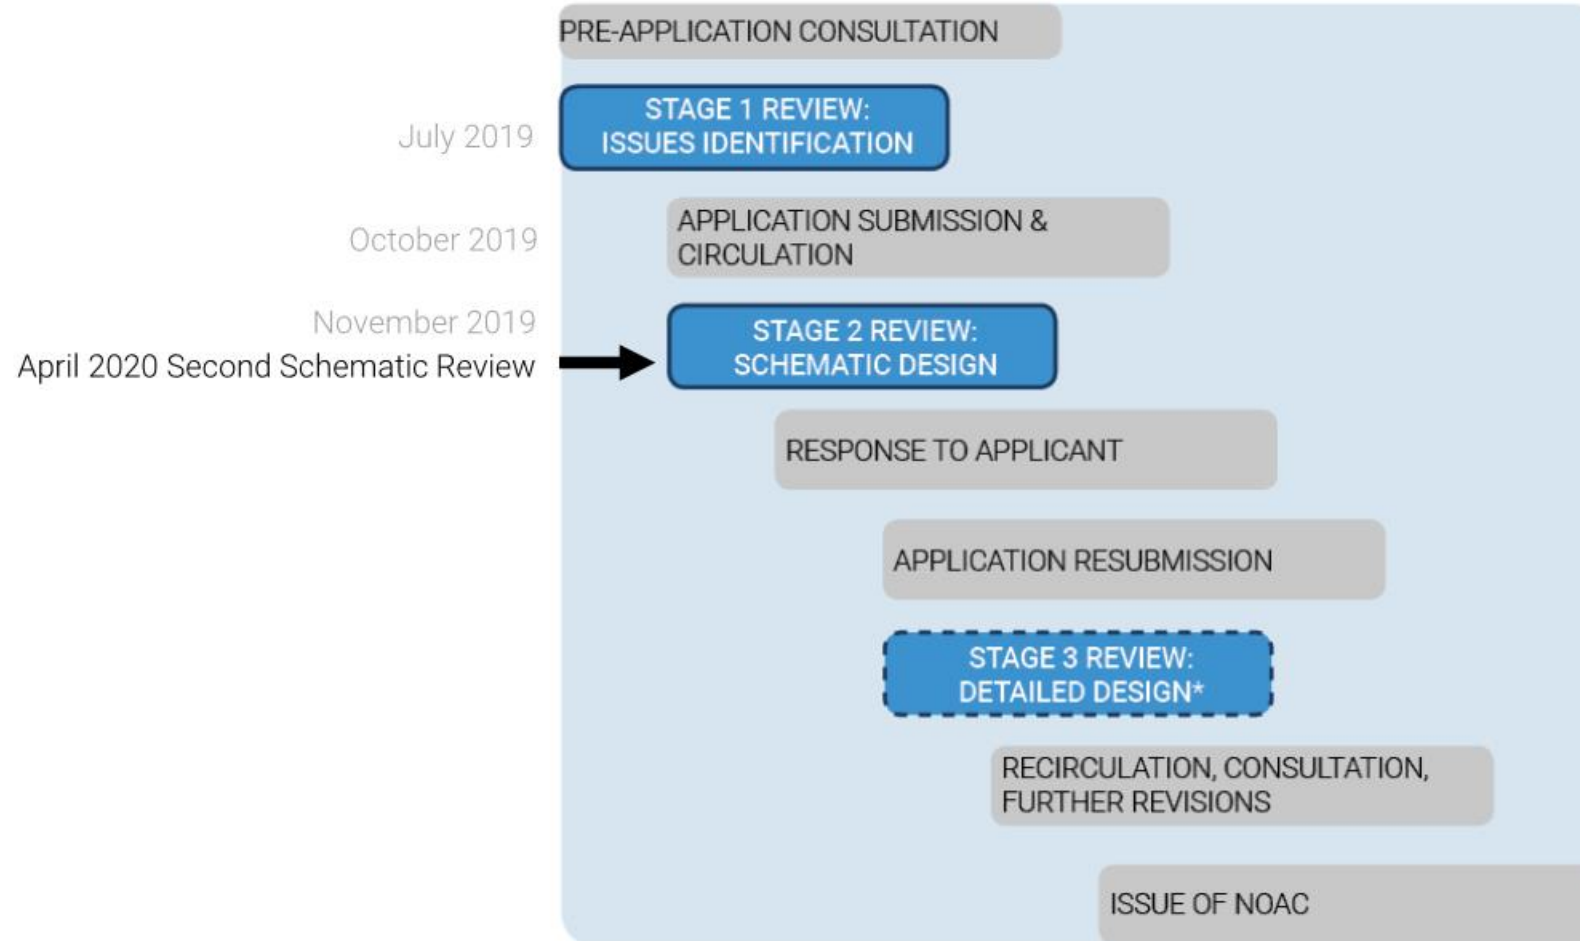 PRE-APPLICATION CONSULTATION
July 2019
STAGE 1 REVIEW:
ISSUES IDENTIFICATION
October 2019
APPLICATION SUBMISSION &
CIRCULATION
November 2019
April 2020 Second Schematic Review
STAGE 2 REVIEW:
SCHEMATIC DESIGN
RESPONSE TO APPLICANT
APPLICATION RESUBMISSION
STAGE 3 REVIEW:
DETAILED DESIGN*
RECIRCULATION, CONSULTATION,
FURTHER REVISIONS
ISSUE OF NOAC